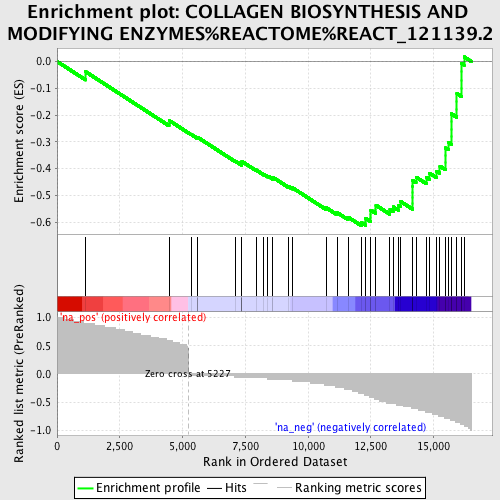 Enrichment plot: COLLAGEN BIOSYNTHESIS AND
MODIFYING ENZYMES%REACTOME%REACT_121139.2
Enrichment score (ES)
0.0
-0.1
-0.2
-0.3
-0.4
-0.5
-0.6
Ranked list metric (PreRanked)
1.0
0.5
0.0
-0.5
-1.0
'na_pos' (positively correlated)
Zero cross at 5227
'na_neg' (negatively correlated)
0
2,500
5,000
7,500
10,000
12,500
15,000
Rank in Ordered Dataset
Enrichment profile
Hits
Ranking metric scores